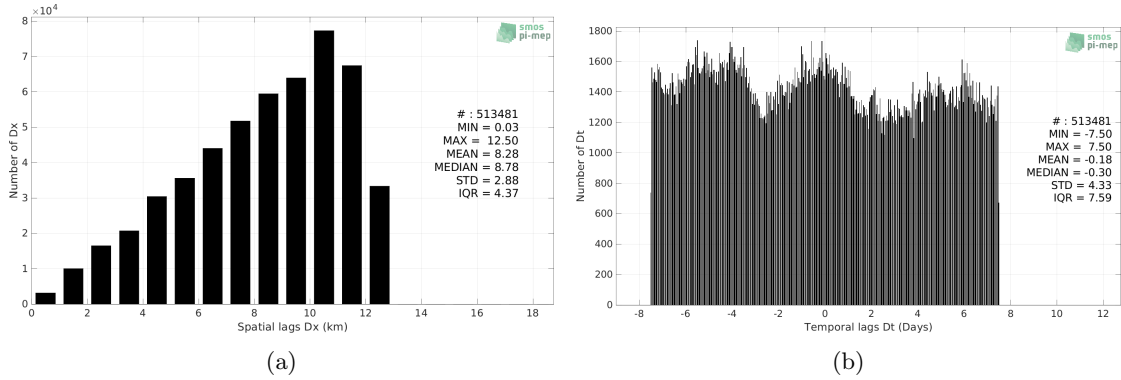 ×10⁴
8
7
6
5
4
3
2
1
0
Number of Dx
smos
pi-mep
# : 513481
MIN = 0.03
MAX = 12.50
MEAN = 8.28
MEDIAN = 8.78
STD = 2.88
IQR = 4.37
0 2 4 6 8 10 12 14 16 18
Spatial lags Dx (km)
(a)
1800
1600
1400
1200
1000
800
600
400
200
0
Number of Dt
smos
pi-mep
# : 513481
MIN = -7.50
MAX = 7.50
MEAN = -0.18
MEDIAN = -0.30
STD = 4.33
IQR = 7.59
-8 -6 -4 -2 0 2 4 6 8 10 12
Temporal lags Dt (Days)
(b)